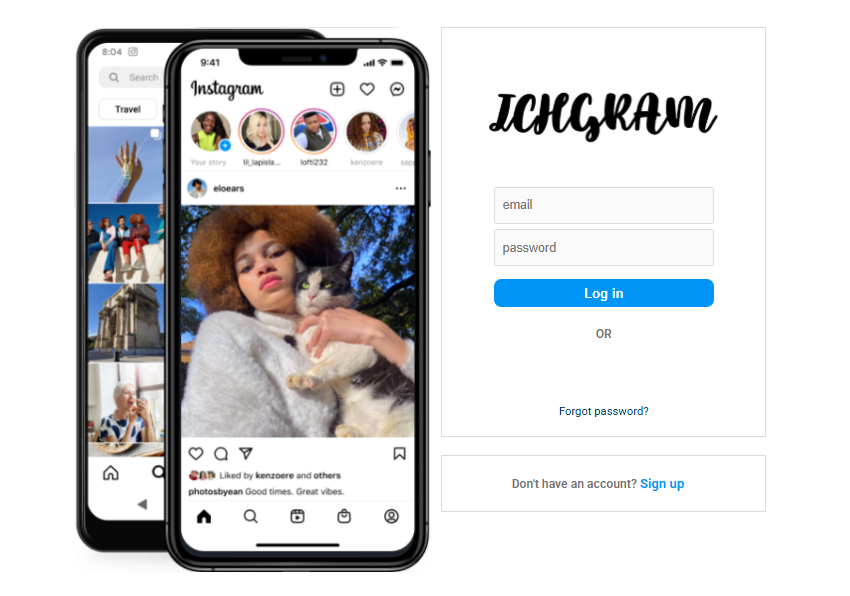 8:04
Search
Travel
9:41
Instagram
Your story
lil_lapisla...
lofti232
kenzoere
eloears
...
Liked by kenzoere and others
photosbyean Good times. Great vibes.
ICHGRAM
email
password
Log in
OR
Forgot password?
Don't have an account? Sign up